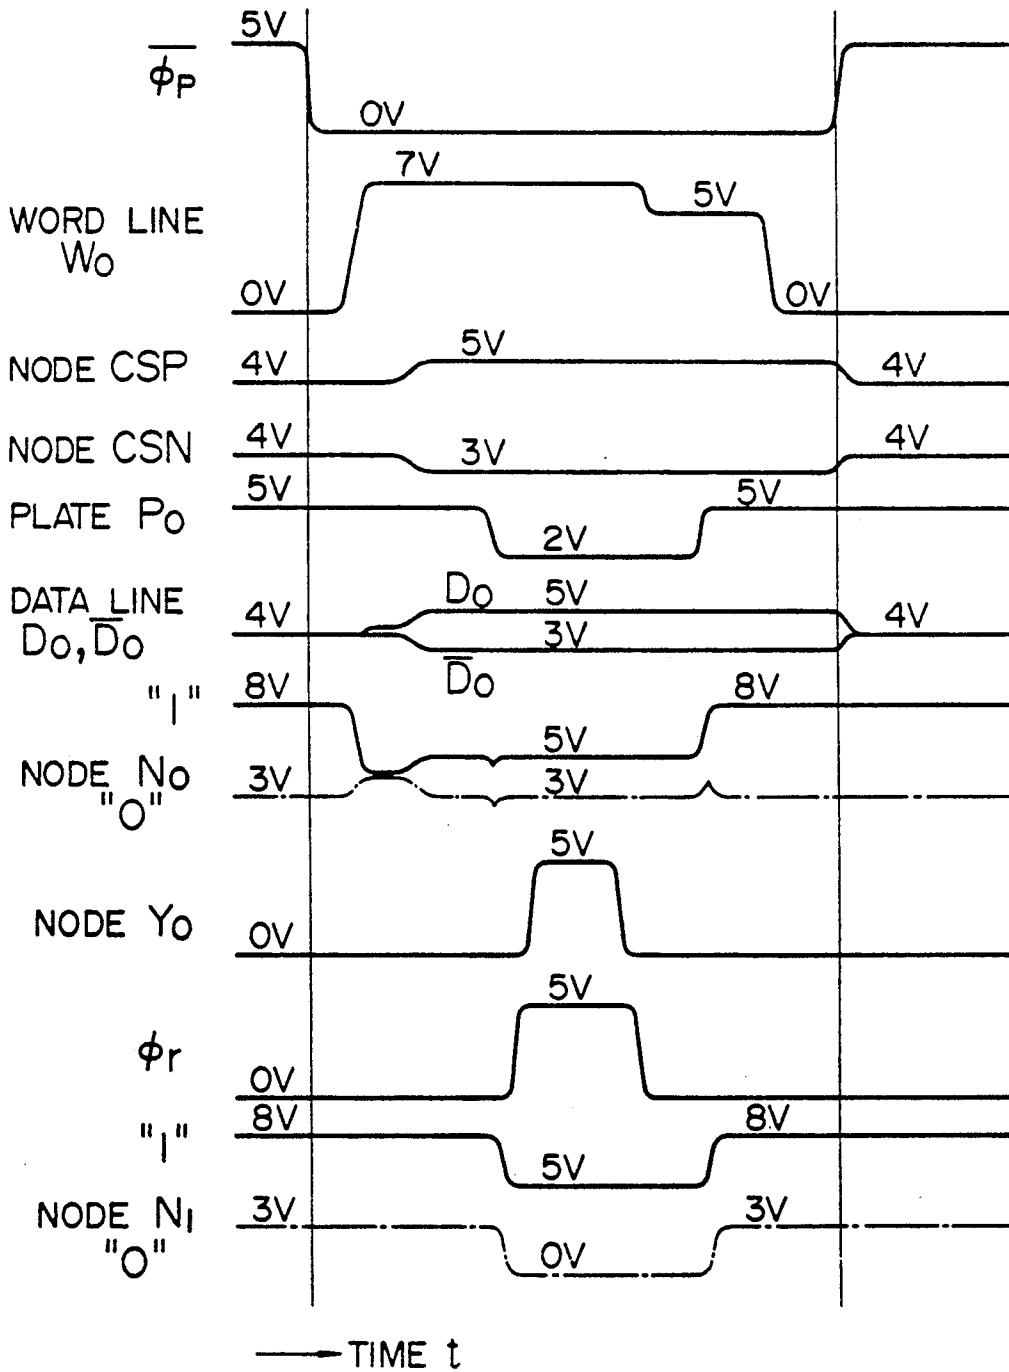 5V
φP
0V
7V
5V
WORD LINE
W0
0V
0V
5V
NODE CSP
4V
4V
NODE CSN
4V
3V
4V
5V
5V
PLATE P0
2V
DATA LINE
D0, D̅0
D0
5V
4V
4V
3V
D̅0
"1"
8V
8V
5V
NODE N0
3V
3V
"0"
5V
NODE Y0
0V
5V
φr
0V
8V
8V
"1"
5V
NODE N1
3V
3V
"0"
0V
TIME t